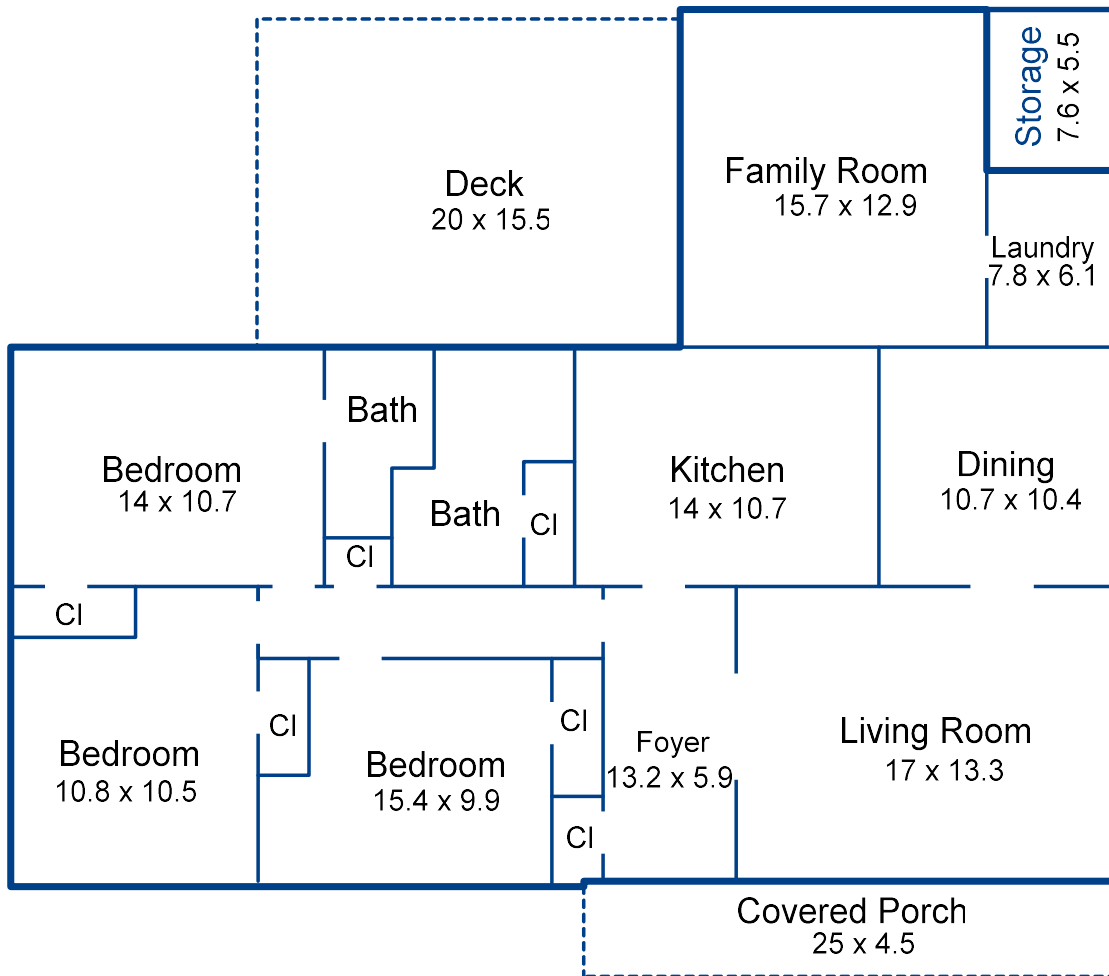 Storage
7.6 x 5.5
Deck
20 x 15.5
Family Room
15.7 x 12.9
Laundry
7.8 x 6.1
Bath
Bedroom
14 x 10.7
Bath
Cl
Cl
Kitchen
14 x 10.7
Dining
10.7 x 10.4
Cl
Bedroom
10.8 x 10.5
Cl
Bedroom
15.4 x 9.9
Cl
Cl
Foyer
13.2 x 5.9
Living Room
17 x 13.3
Covered Porch
25 x 4.5